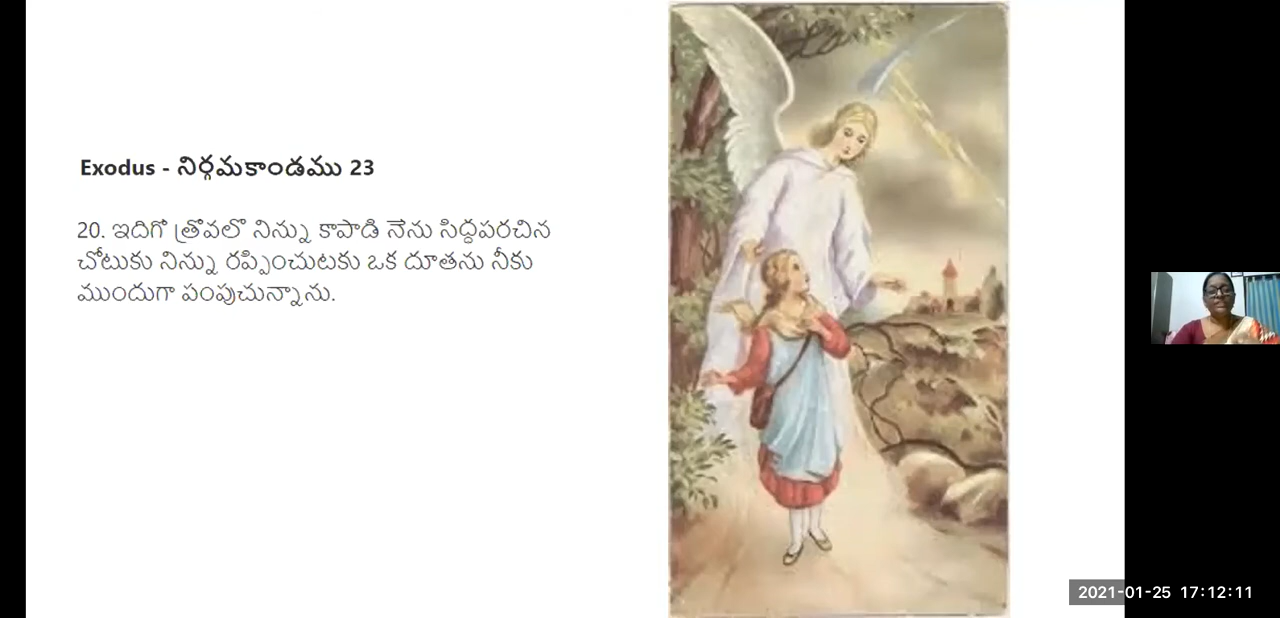 Exodus - నిర్గమకాండము 23
20. ఇదిగో త్రోవలొ నిన్ను కాపాడి నేను సిద్ధపరచిన
చోటుకు నిన్ను రప్పించుటకు ఒక దూతను నీకు
ముందుగా పంపుచున్నాను.
2021-01-25 17:12:11